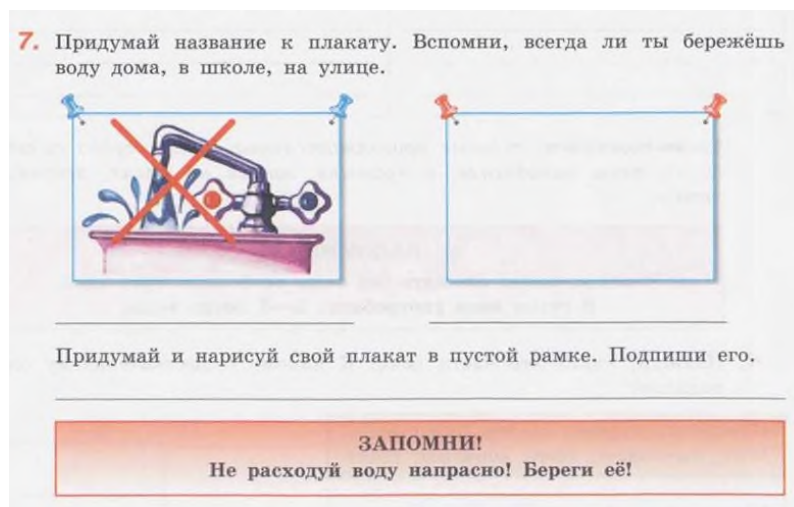 7. Придумай название к плакату. Вспомни, всегда ли ты бережёшь
воду дома, в школе, на улице.
Придумай и нарисуй свой плакат в пустой рамке. Подпиши его.
ЗАПОМНИ!
Не расходуй воду напрасно! Береги её!